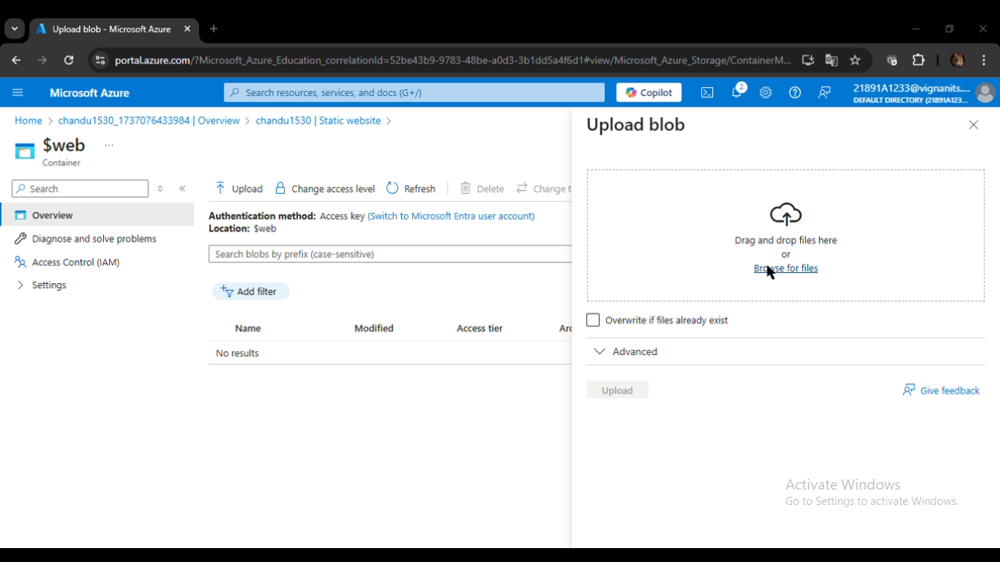 Upload blob - Microsoft Azure
portal.azure.com/?Microsoft_Azure_Education_correlationId=52be43b9-9783-48be-a0d3-3b1dd5a4f6d1#view/Microsoft_Azure_Storage/ContainerM...
Microsoft Azure
Search resources, services, and docs (G+/)
Copilot
2
21891A1233@vignanits....
DEFAULT DIRECTORY (21891A123...
Home > chandu1530_1737076433984 | Overview > chandu1530 | Static website >
$web ...
Container
Search
Overview
Diagnose and solve problems
Access Control (IAM)
Settings
Upload Change access level Refresh Delete Change t
Authentication method: Access key (Switch to Microsoft Entra user account)
Location: $web
Search blobs by prefix (case-sensitive)
Add filter
Name Modified Access tier Arc
No results
Upload blob
Drag and drop files here
or
Browse for files
Overwrite if files already exist
Advanced
Upload
Give feedback
Activate Windows
Go to Settings to activate Windows.